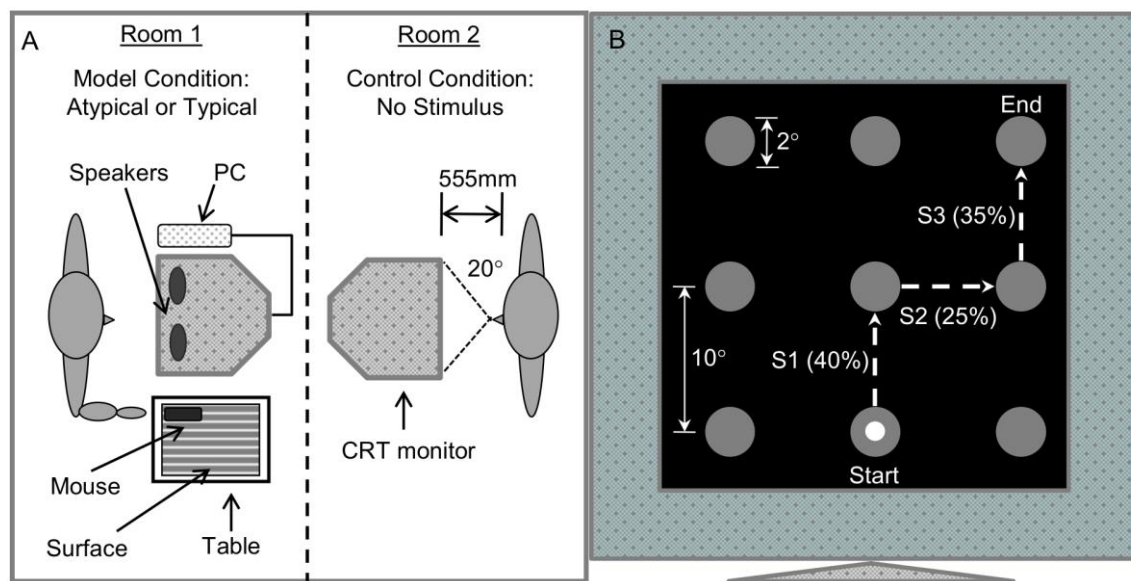 A
Room 1
Model Condition:
Atypical or Typical
Speakers
PC
Mouse
Surface
Table
Room 2
Control Condition:
No Stimulus
555mm
20°
CRT monitor
B
End
2°
S3 (35%)
S2 (25%)
10°
S1 (40%)
Start